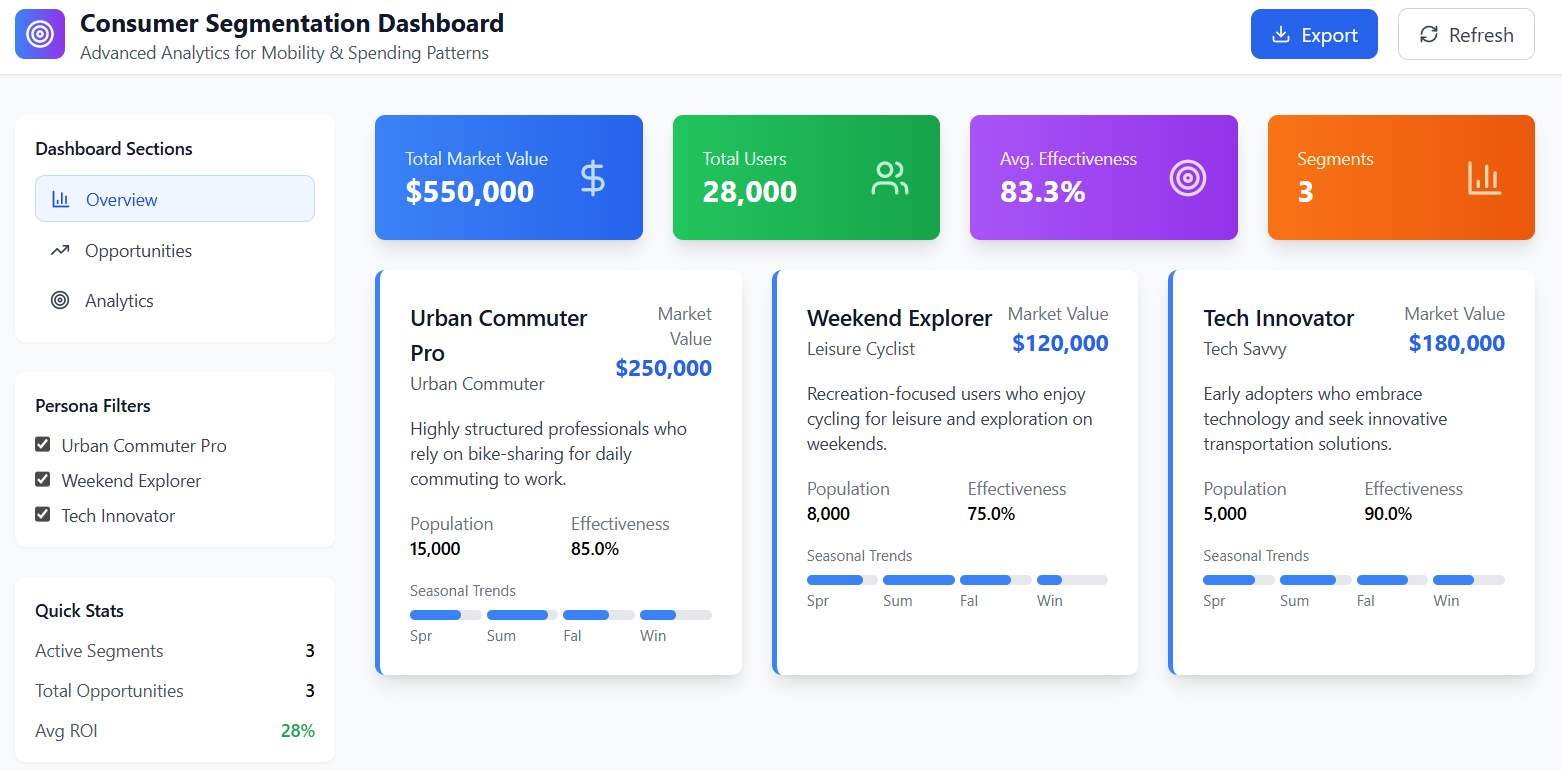 Consumer Segmentation Dashboard
Advanced Analytics for Mobility & Spending Patterns
Export
Refresh
Dashboard Sections
Overview
Opportunities
Analytics
Persona Filters
Urban Commuter Pro
Weekend Explorer
Tech Innovator
Quick Stats
Active Segments 3
Total Opportunities 3
Avg ROI 28%
Total Market Value
$550,000
Total Users
28,000
Avg. Effectiveness
83.3%
Segments
3
Urban Commuter
Pro
Urban Commuter
Market
Value
$250,000
Highly structured professionals who
rely on bike-sharing for daily
commuting to work.
Population Effectiveness
15,000 85.0%
Seasonal Trends
Spr Sum Fal Win
Weekend Explorer
Leisure Cyclist
Market Value
$120,000
Recreation-focused users who enjoy
cycling for leisure and exploration on
weekends.
Population Effectiveness
8,000 75.0%
Seasonal Trends
Spr Sum Fal Win
Tech Innovator
Tech Savvy
Market Value
$180,000
Early adopters who embrace
technology and seek innovative
transportation solutions.
Population Effectiveness
5,000 90.0%
Seasonal Trends
Spr Sum Fal Win